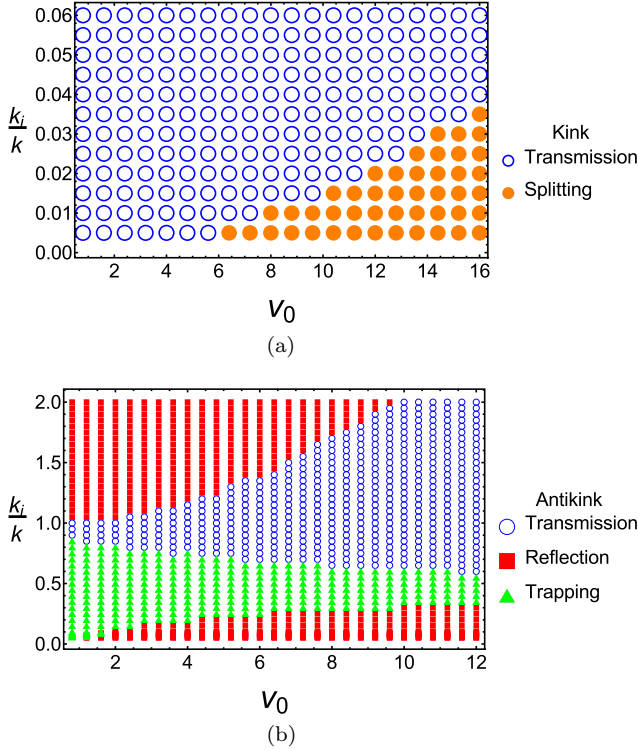 0.06
0.05
0.04
0.03
0.02
0.01
0.00
k_i/k
2 4 6 8 10 12 14 16
v_0
Kink
Transmission
Splitting
(a)
2.0
1.5
1.0
0.5
0.0
k_i/k
2 4 6 8 10 12
v_0
Antikink
Transmission
Reflection
Trapping
(b)